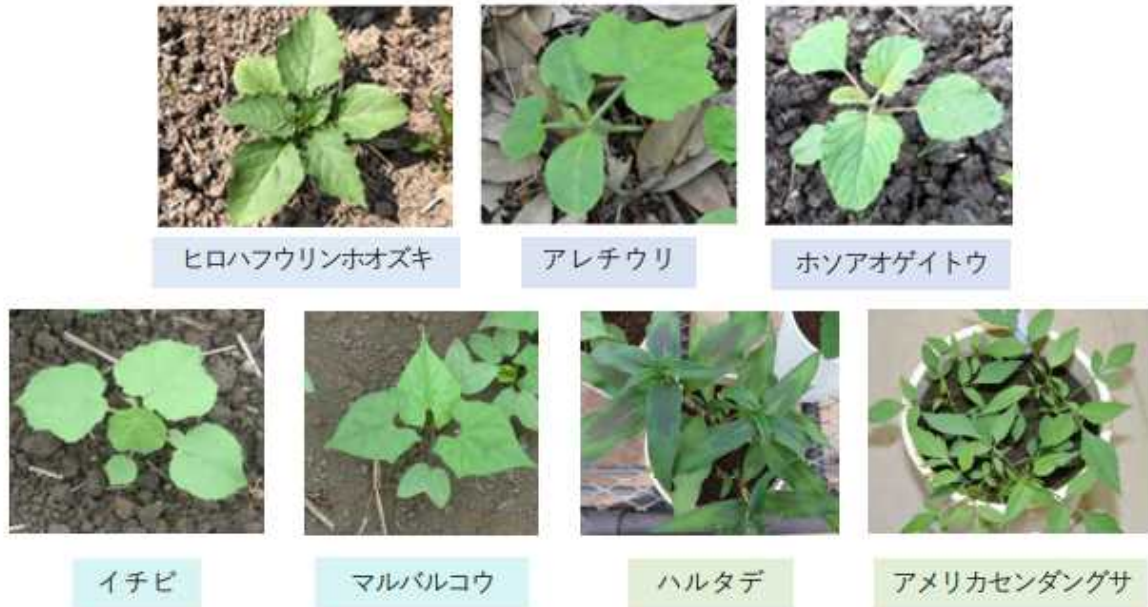 ヒロハフウリンホオズキ
アレチウリ
ホソアオゲイトウ
イチビ
マルバルコウ
ハルタデ
アメリカセンダングサ